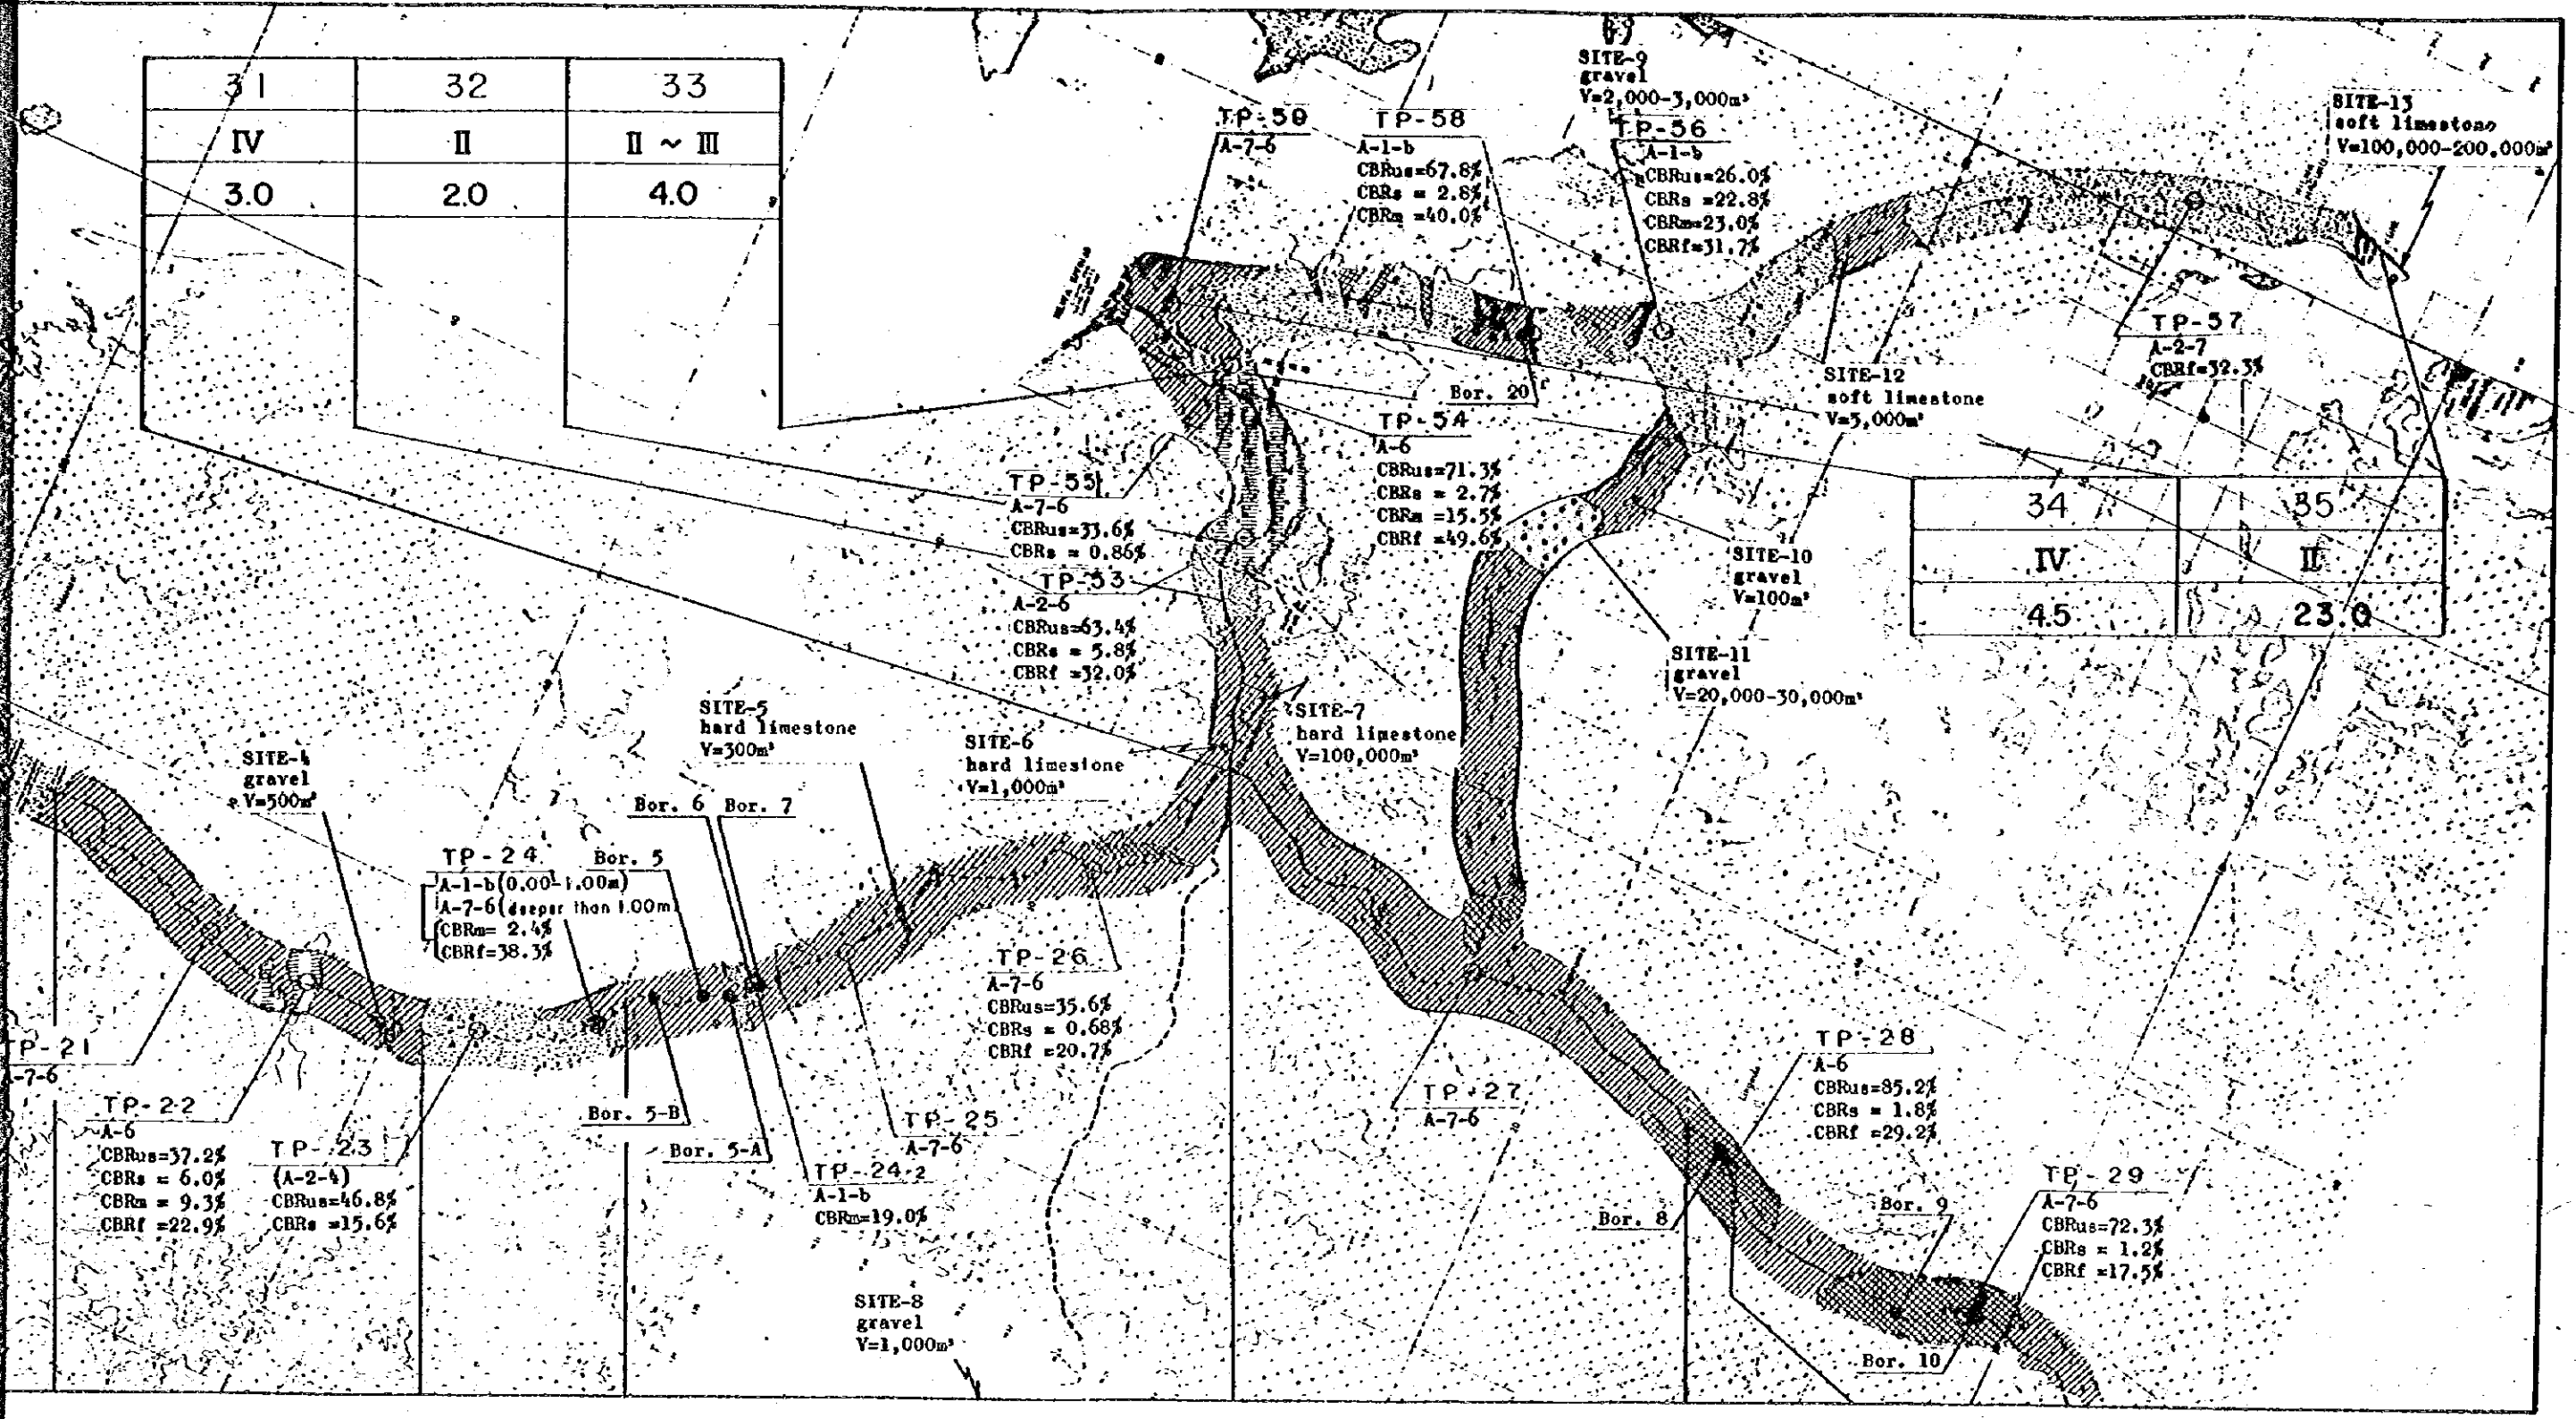 31 32 33
IV II II ~ III
3.0 2.0 4.0
TP-59
A-7-6
TP-58
A-1-b
CBRus=67.8%
CBRs = 2.8%
CBRm =40.0%
SITE-9
gravel
V=2,000-3,000m³
TP-56
A-1-b
CBRus=26.0%
CBRs =22.8%
CBRm=23.0%
CBRf=31.7%
SITE-13
soft limestone
V=100,000-200,000m³
TP-57
A-2-7
CBRf=32.3%
SITE-12
soft limestone
V=5,000m³
Bor. 20
TP-54
A-6
CBRus=71.3%
CBRs = 2.7%
CBRm =15.5%
CBRf =49.6%
TP-55
A-7-6
CBRus=33.6%
CBRs = 0.86%
TP-53
A-2-6
CBRus=63.4%
CBRs = 5.8%
CBRf =32.0%
34 35
IV II
4.5 23.0
SITE-10
gravel
V=100m³
SITE-11
gravel
V=20,000-30,000m³
SITE-7
hard limestone
V=100,000m³
SITE-6
hard limestone
V=1,000m³
SITE-5
hard limestone
V=300m³
SITE-4
gravel
V=500m³
Bor. 6 Bor. 7
TP-24
A-1-b(0.00-1.00m)
A-7-6(deeper than 1.00m)
CBRm= 2.4%
CBRf=38.3%
Bor. 5
TP-26
A-7-6
CBRus=35.6%
CBRs = 0.68%
CBRf =20.7%
TP-21
A-7-6
TP-22
A-6
CBRus=37.2%
CBRs = 6.0%
CBRm = 9.3%
CBRf =22.9%
TP-23
(A-2-4)
CBRus=46.8%
CBRs =15.6%
Bor. 5-B
Bor. 5-A
TP-24-2
A-1-b
CBRm=19.0%
TP-25
A-7-6
TP-27
A-7-6
TP-28
A-6
CBRus=85.2%
CBRs = 1.8%
CBRf =29.2%
Bor. 8
Bor. 9
TP-29
A-7-6
CBRus=72.3%
CBRs = 1.2%
CBRf =17.5%
Bor. 10
SITE-8
gravel
V=1,000m³